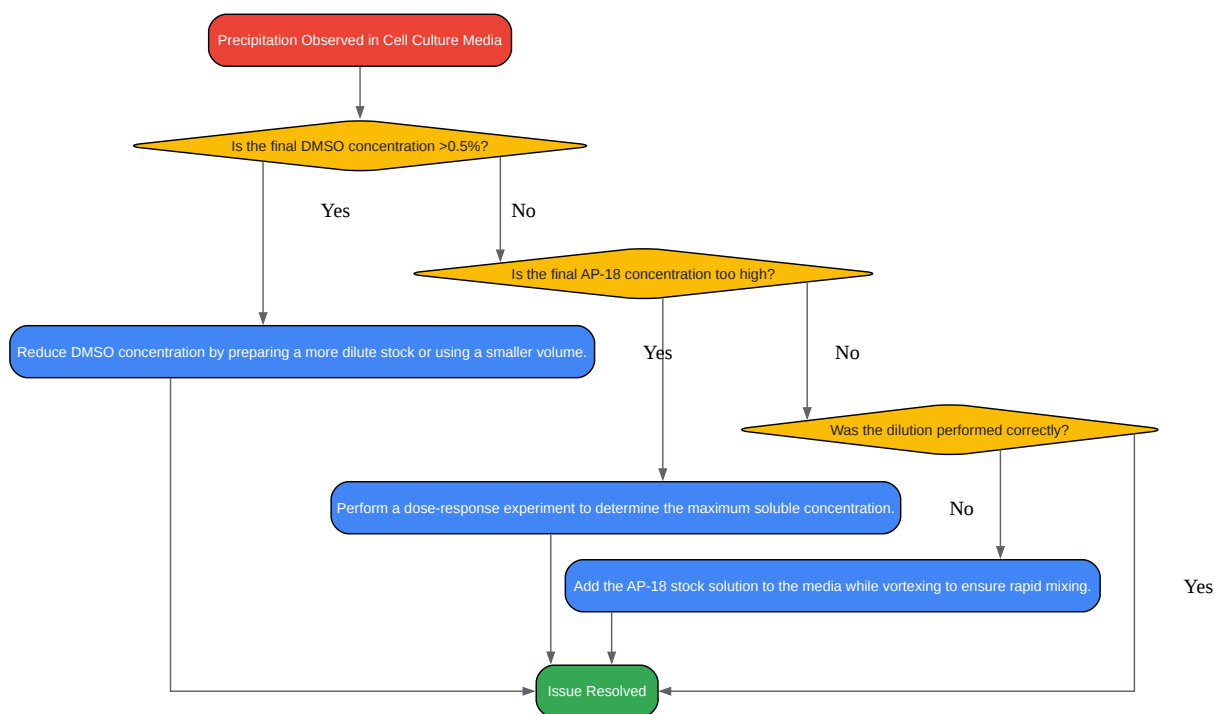 Precipitation Observed in Cell Culture Media
Is the final DMSO concentration >0.5%?
Yes
No
Is the final AP-18 concentration too high?
Reduce DMSO concentration by preparing a more dilute stock or using a smaller volume.
Yes
No
Was the dilution performed correctly?
Perform a dose-response experiment to determine the maximum soluble concentration.
No
Add the AP-18 stock solution to the media while vortexing to ensure rapid mixing.
Yes
Issue Resolved